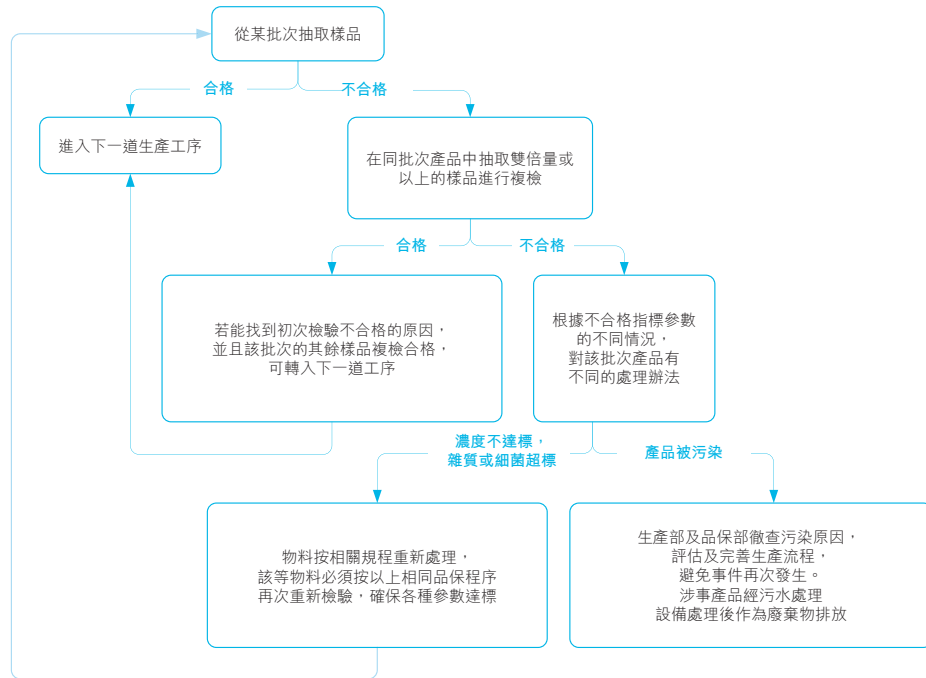 從某批次抽取樣品
合格
不合格
進入下一道生產工序
在同批次產品中抽取雙倍量或
以上的樣品進行複檢
合格
不合格
若能找到初次檢驗不合格的原因，
並且該批次的其餘樣品複檢合格，
可轉入下一道工序
根據不合格指標參數
的不同情況，
對該批次產品有
不同的處理辦法
濃度不達標，
雜質或細菌超標
產品被污染
物料按相關規程重新處理，
該等物料必須按以上相同品保程序
再次重新檢驗，確保各種參數達標
生產部及品保部徹查污染原因，
評估及完善生產流程，
避免事件再次發生。
涉事產品經污水處理
設備處理後作為廢棄物排放